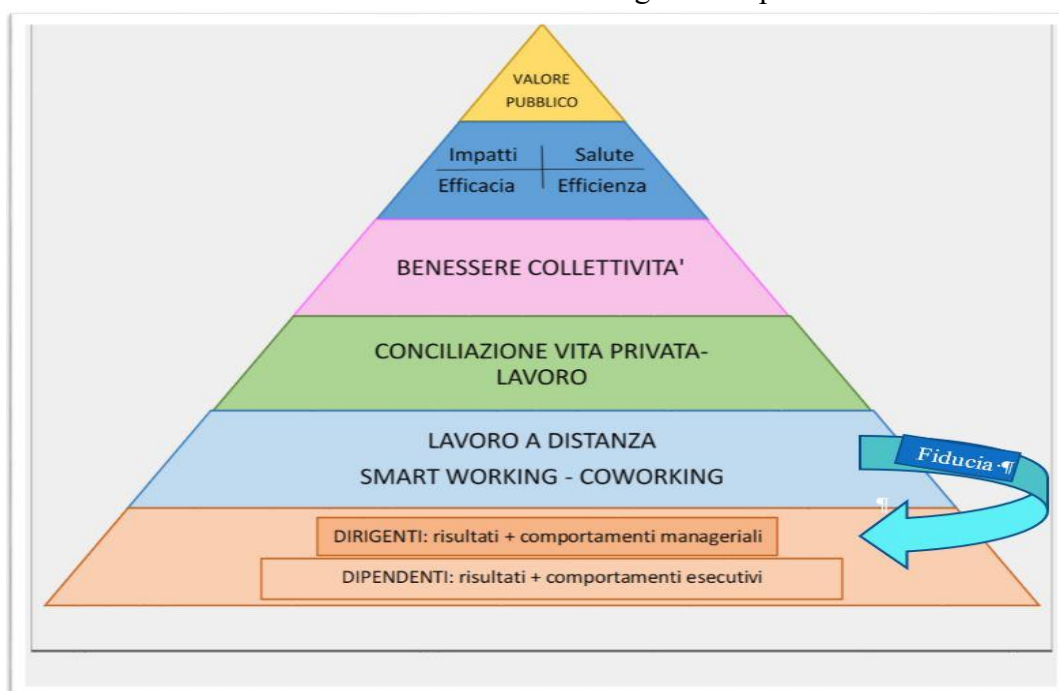 VALORE
PUBBLICO
Impatti Salute
Efficacia Efficienza
BENESSERE COLLETTIVITA'
CONCILIAZIONE VITA PRIVATA-
LAVORO
LAVORO A DISTANZA
SMART WORKING - COWORKING
Fiducia·¶
¶
DIRIGENTI: risultati + comportamenti manageriali
DIPENDENTI: risultati + comportamenti esecutivi